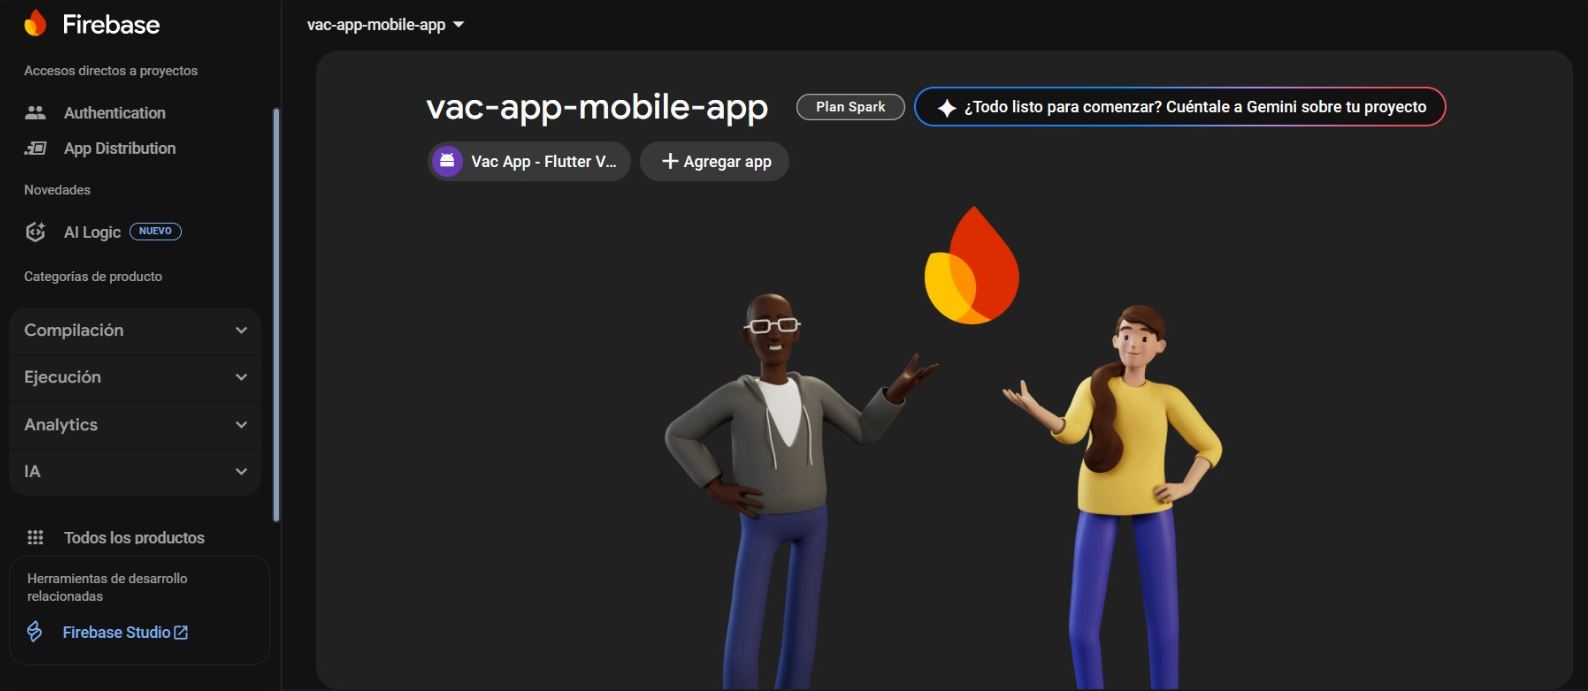 Firebase
vac-app-mobile-app
Accesos directos a proyectos
Authentication
App Distribution
Novedades
AI Logic NUEVO
Categorías de producto
Compilación
Ejecución
Analytics
IA
Todos los productos
Herramientas de desarrollo
relacionadas
Firebase Studio
vac-app-mobile-app Plan Spark ¿Todo listo para comenzar? Cuéntale a Gemini sobre tu proyecto
Vac App - Flutter V... + Agregar app